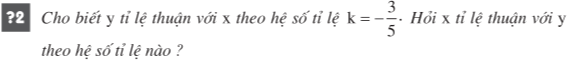 ?2 Cho biết y tỉ lệ thuận với x theo hệ số tỉ lệ k = −3/5. Hỏi x tỉ lệ thuận với y
theo hệ số tỉ lệ nào ?